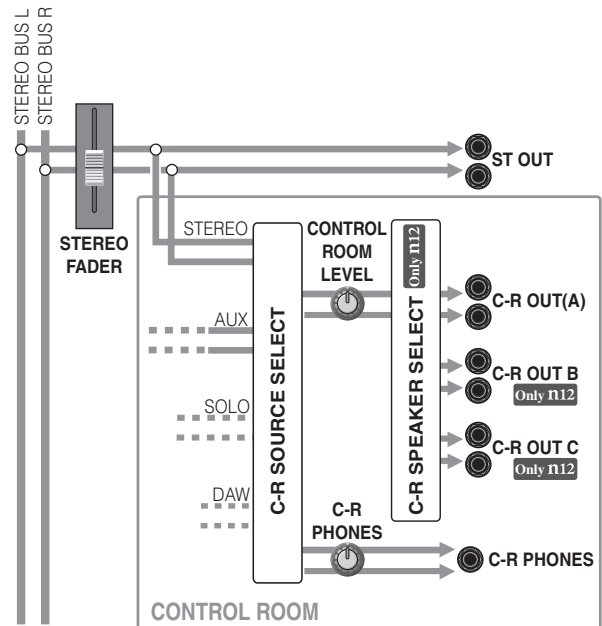 STEREO BUS L
STEREO BUS R
ST OUT
STEREO
FADER
STEREO
CONTROL
ROOM
LEVEL
Only n12
C-R OUT(A)
AUX
C-R SOURCE SELECT
C-R SPEAKER SELECT
C-R OUT B
Only n12
SOLO
C-R OUT C
Only n12
DAW
C-R
PHONES
C-R PHONES
CONTROL ROOM